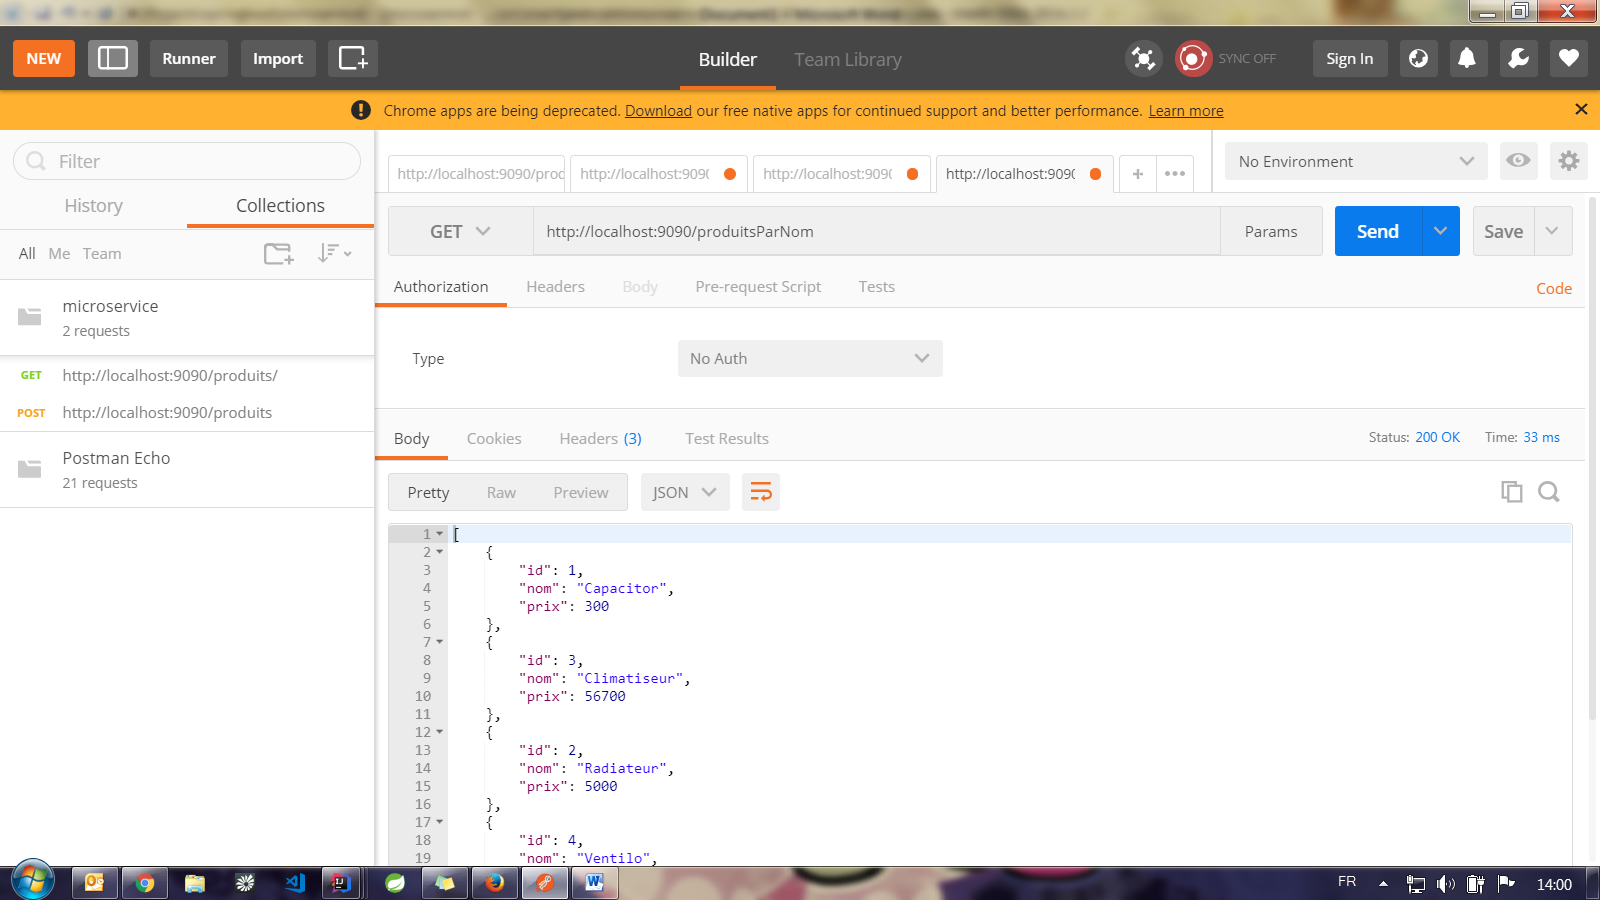 NEW
Runner
Import
Builder
Team Library
SYNC OFF
Sign In
Chrome apps are being deprecated. Download our free native apps for continued support and better performance. Learn more
Filter
History
Collections
All Me Team
microservice
2 requests
GET http://localhost:9090/produits/
POST http://localhost:9090/produits
Postman Echo
21 requests
http://localhost:9090/prod
http://localhost:909
http://localhost:909
http://localhost:9090
No Environment
GET
http://localhost:9090/produitsParNom
Params
Send
Save
Authorization
Headers
Body
Pre-request Script
Tests
Code
Type
No Auth
Body
Cookies
Headers (3)
Test Results
Status: 200 OK
Time: 33 ms
Pretty
Raw
Preview
JSON
1 [
2 {
3 "id": 1,
4 "nom": "Capacitor",
5 "prix": 300
6 },
7 {
8 "id": 3,
9 "nom": "Climatiseur",
10 "prix": 56700
11 },
12 {
13 "id": 2,
14 "nom": "Radiateur",
15 "prix": 5000
16 },
17 {
18 "id": 4,
19 "nom": "Ventilo",
FR
14:00